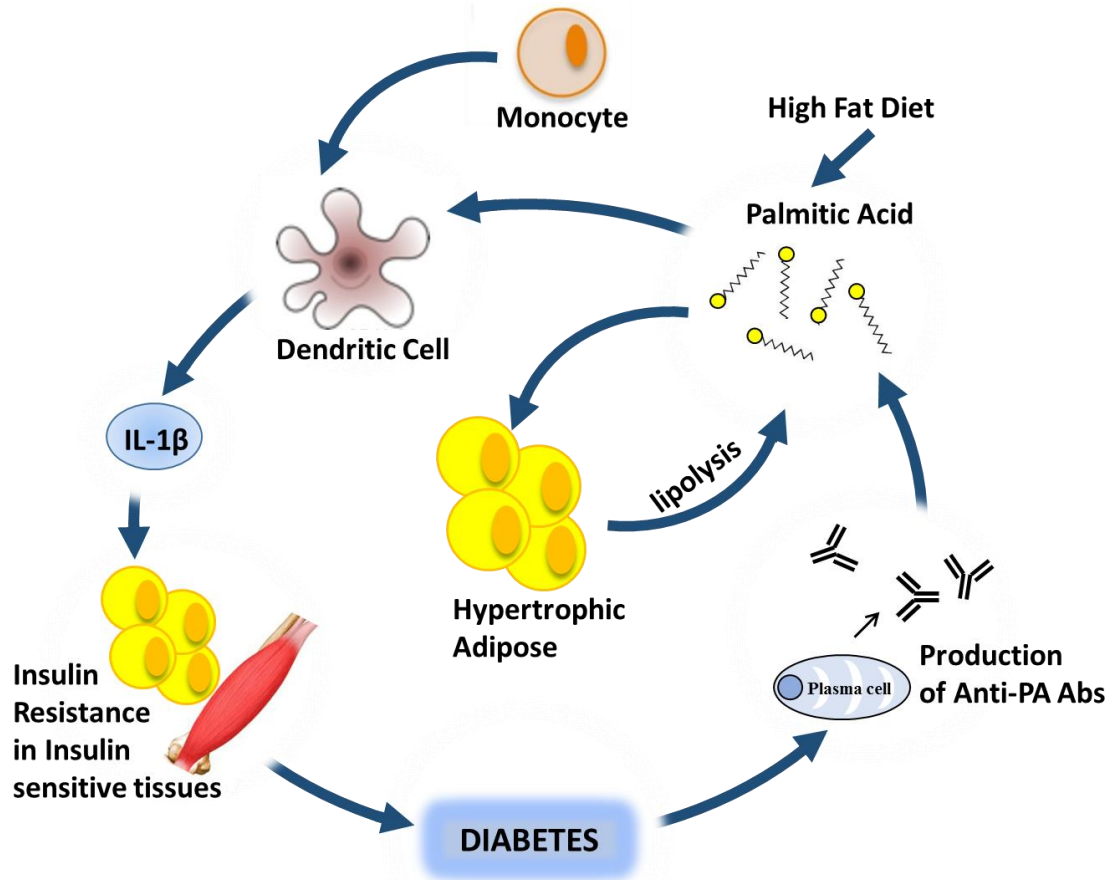 Monocyte
High Fat Diet
Palmitic Acid
Dendritic Cell
IL-1β
lipolysis
Hypertrophic
Adipose
Insulin
Resistance
in Insulin
sensitive tissues
Plasma cell
Production
of Anti-PA Abs
DIABETES